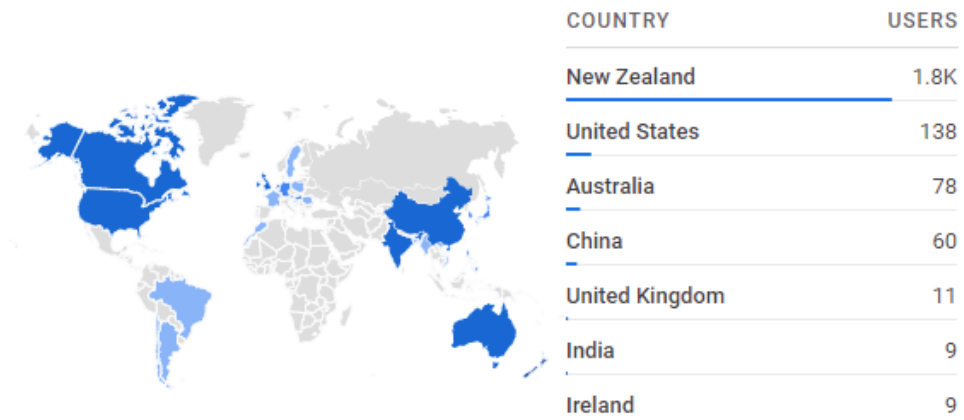 COUNTRY USERS
New Zealand 1.8K
United States 138
Australia 78
China 60
United Kingdom 11
India 9
Ireland 9